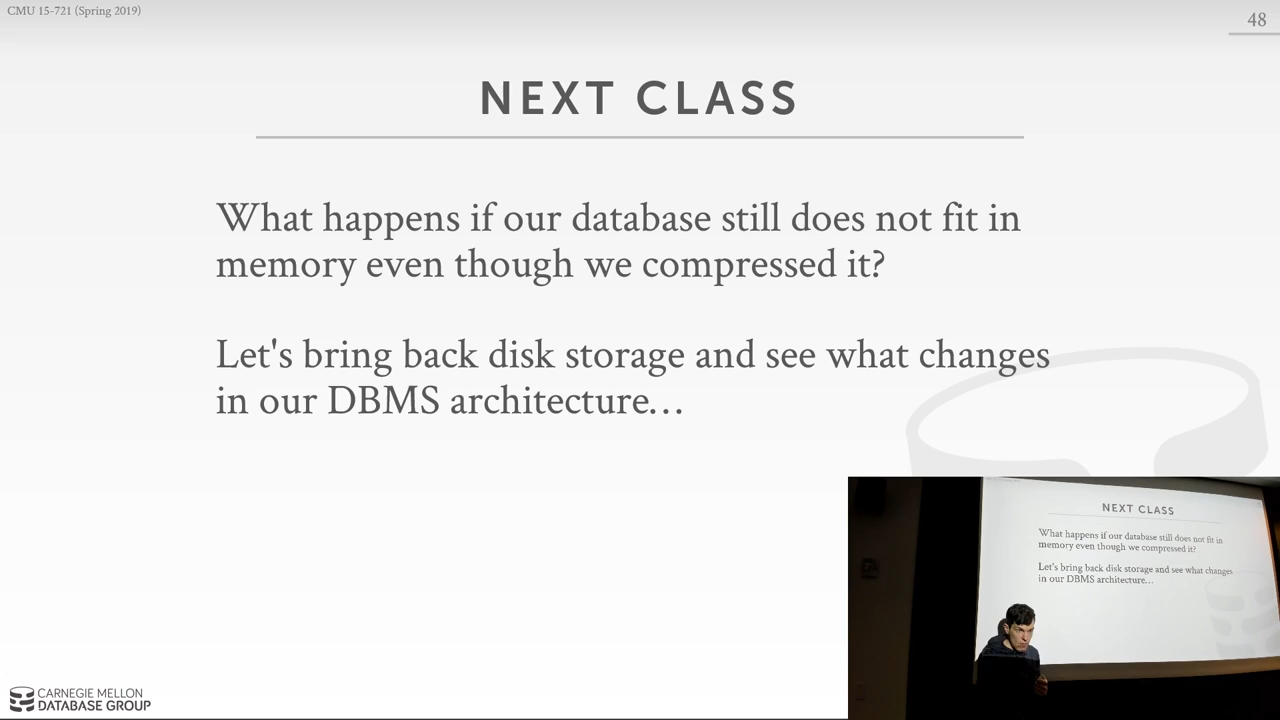 CMU 15-721 (Spring 2019)
48
NEXT CLASS
What happens if our database still does not fit in
memory even though we compressed it?
Let's bring back disk storage and see what changes
in our DBMS architecture…
NEXT CLASS
What happens if our database still does not fit in
memory even though we compressed it?
Let's bring back disk storage and see what changes
in our DBMS architecture…
CARNEGIE MELLON
DATABASE GROUP